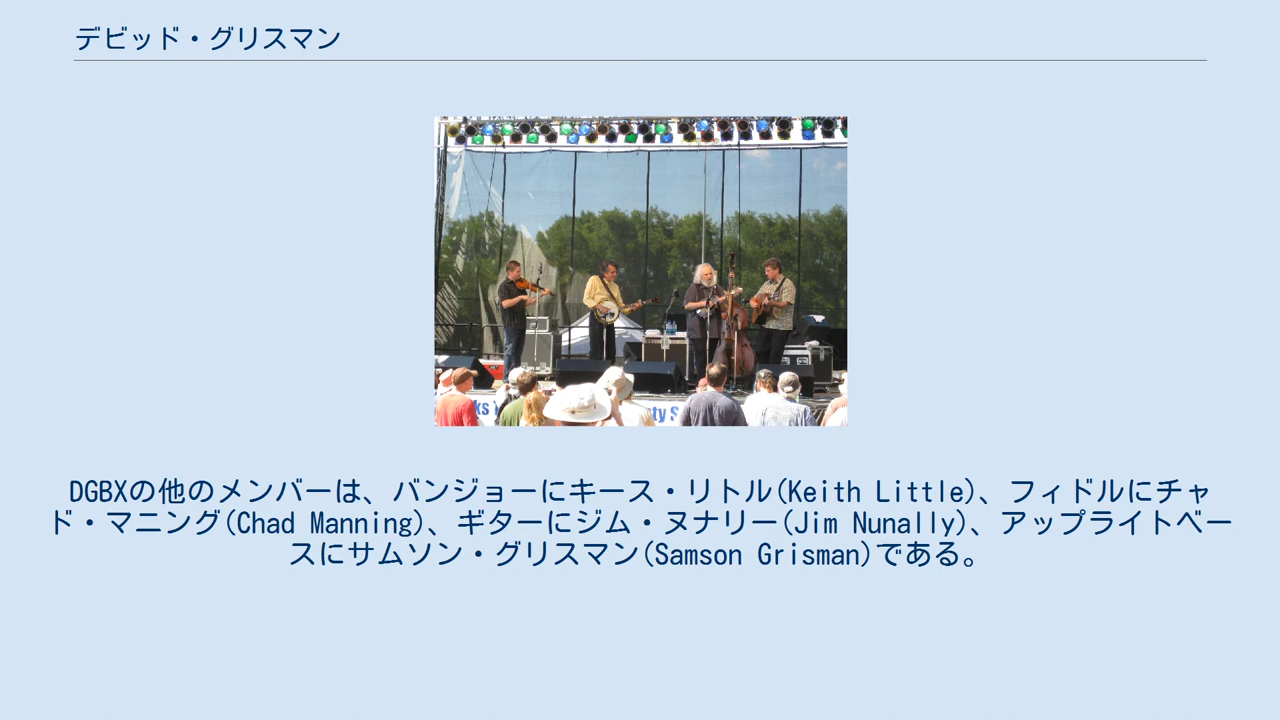 デビッド・グリスマン
ks
ty S
DGBXの他のメンバーは、バンジョーにキース・リトル(Keith Little)、フィドルにチャ
ド・マニング(Chad Manning)、ギターにジム・ヌナリー(Jim Nunally)、アップライトベー
スにサムソン・グリスマン(Samson Grisman)である。